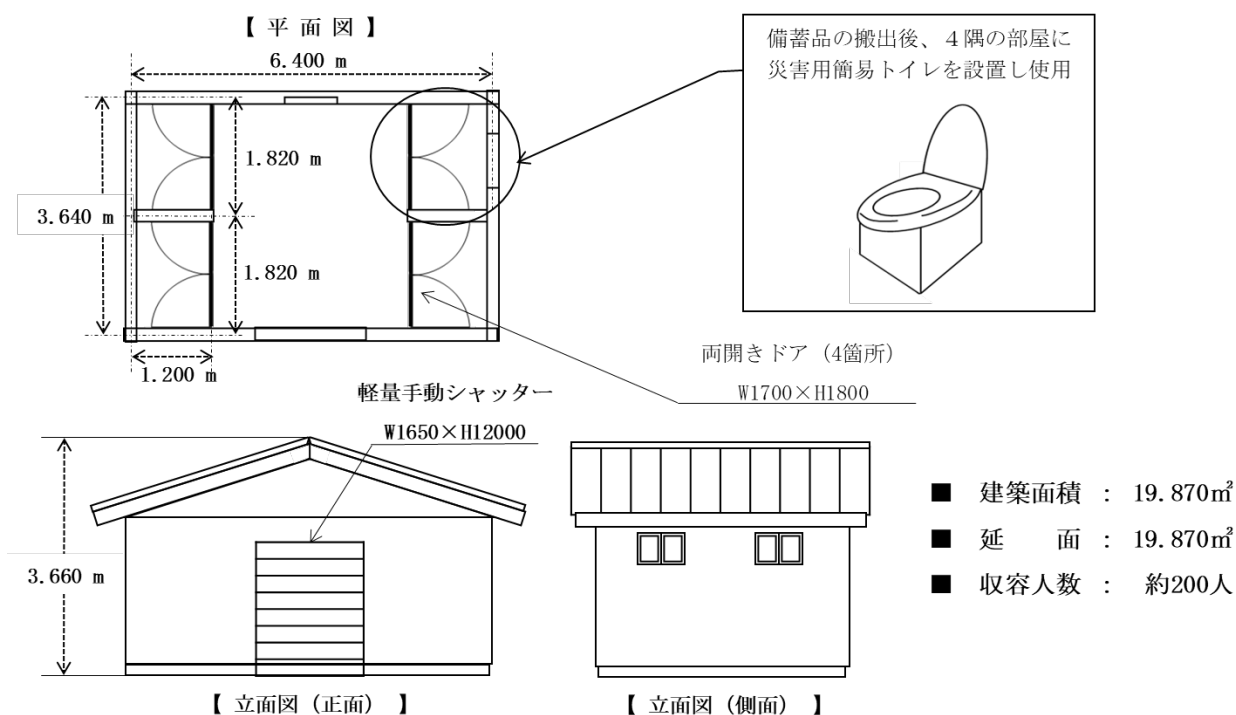 【 平 面 図 】
6.400 m
1.820 m
3.640 m
1.820 m
1.200 m
備蓄品の搬出後、４隅の部屋に
災害用簡易トイレを設置し使用
両開きドア（4箇所）
W1700×H1800
軽量手動シャッター
W1650×H12000
3.660 m
【 立面図（正面） 】
【 立面図（側面） 】
■ 建築面積 ： 19.870㎡
■ 延　　面 ： 19.870㎡
■ 収容人数 ： 約200人